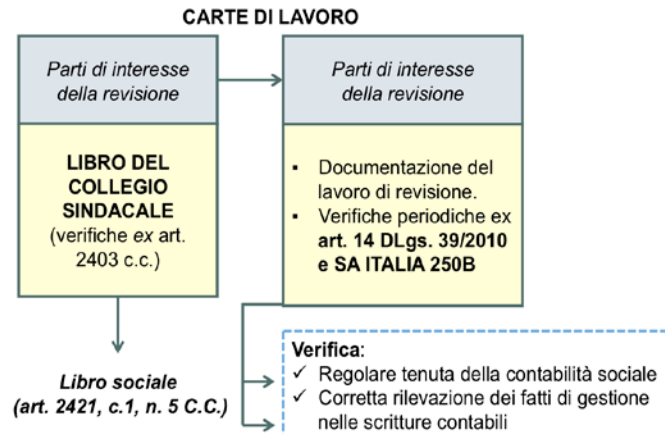 CARTE DI LAVORO
Parti di interesse
della revisione
LIBRO DEL
COLLEGIO
SINDACALE
(verifiche ex art.
2403 c.c.)
Libro sociale
(art. 2421, c.1, n. 5 C.C.)
Parti di interesse
della revisione
▪ Documentazione del
lavoro di revisione.
▪ Verifiche periodiche ex
art. 14 DLgs. 39/2010
e SA ITALIA 250B
Verifica:
✓ Regolare tenuta della contabilità sociale
✓ Corretta rilevazione dei fatti di gestione
nelle scritture contabili